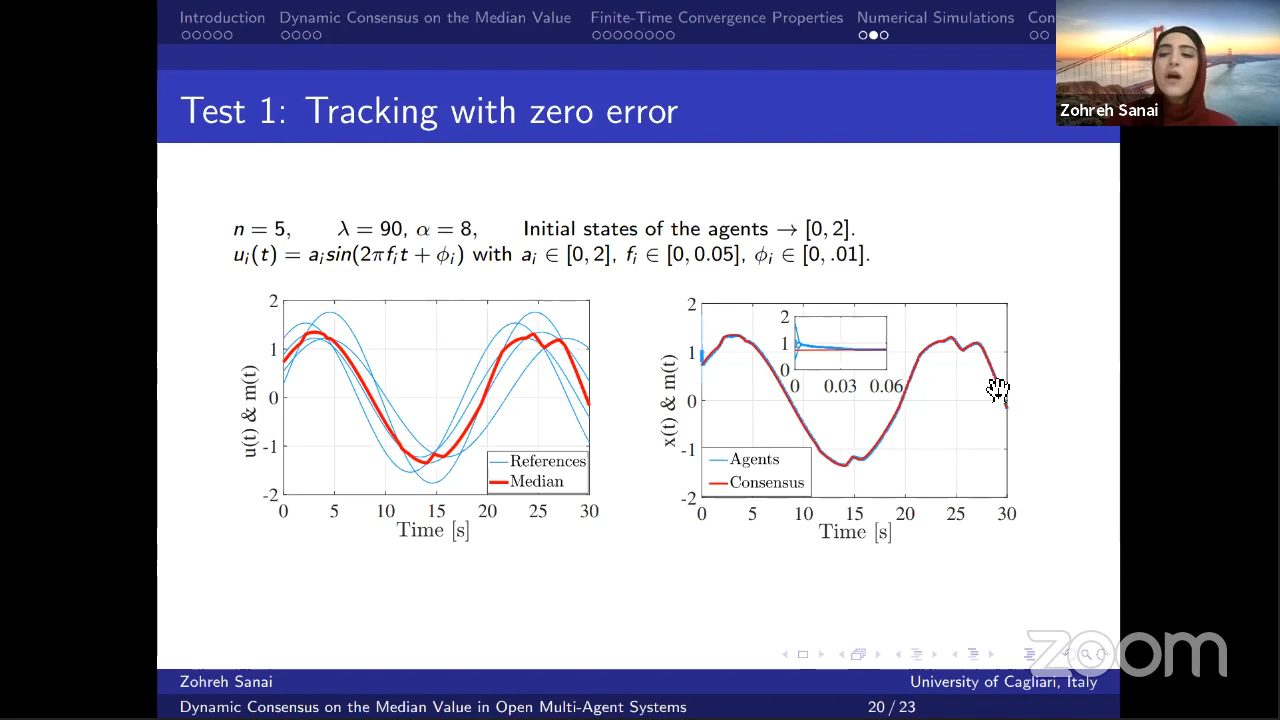 Introduction Dynamic Consensus on the Median Value Finite-Time Convergence Properties Numerical Simulations Con
Zohreh Sanai
Test 1: Tracking with zero error
n = 5, λ = 90, α = 8, Initial states of the agents → [0, 2].
uᵢ(t) = aᵢsin(2πfᵢt + ϕᵢ) with aᵢ ∈ [0, 2], fᵢ ∈ [0, 0.05], ϕᵢ ∈ [0, .01].
2
1
0
-1
-2
u(t) & m(t)
References
Median
0 5 10 15 20 25 30
Time [s]
2
1
0
-1
-2
x(t) & m(t)
2
1
0
0 0.03 0.06
Agents
Consensus
0 5 10 15 20 25 30
Time [s]
zoom
Zohreh Sanai University of Cagliari, Italy
Dynamic Consensus on the Median Value in Open Multi-Agent Systems 20 / 23